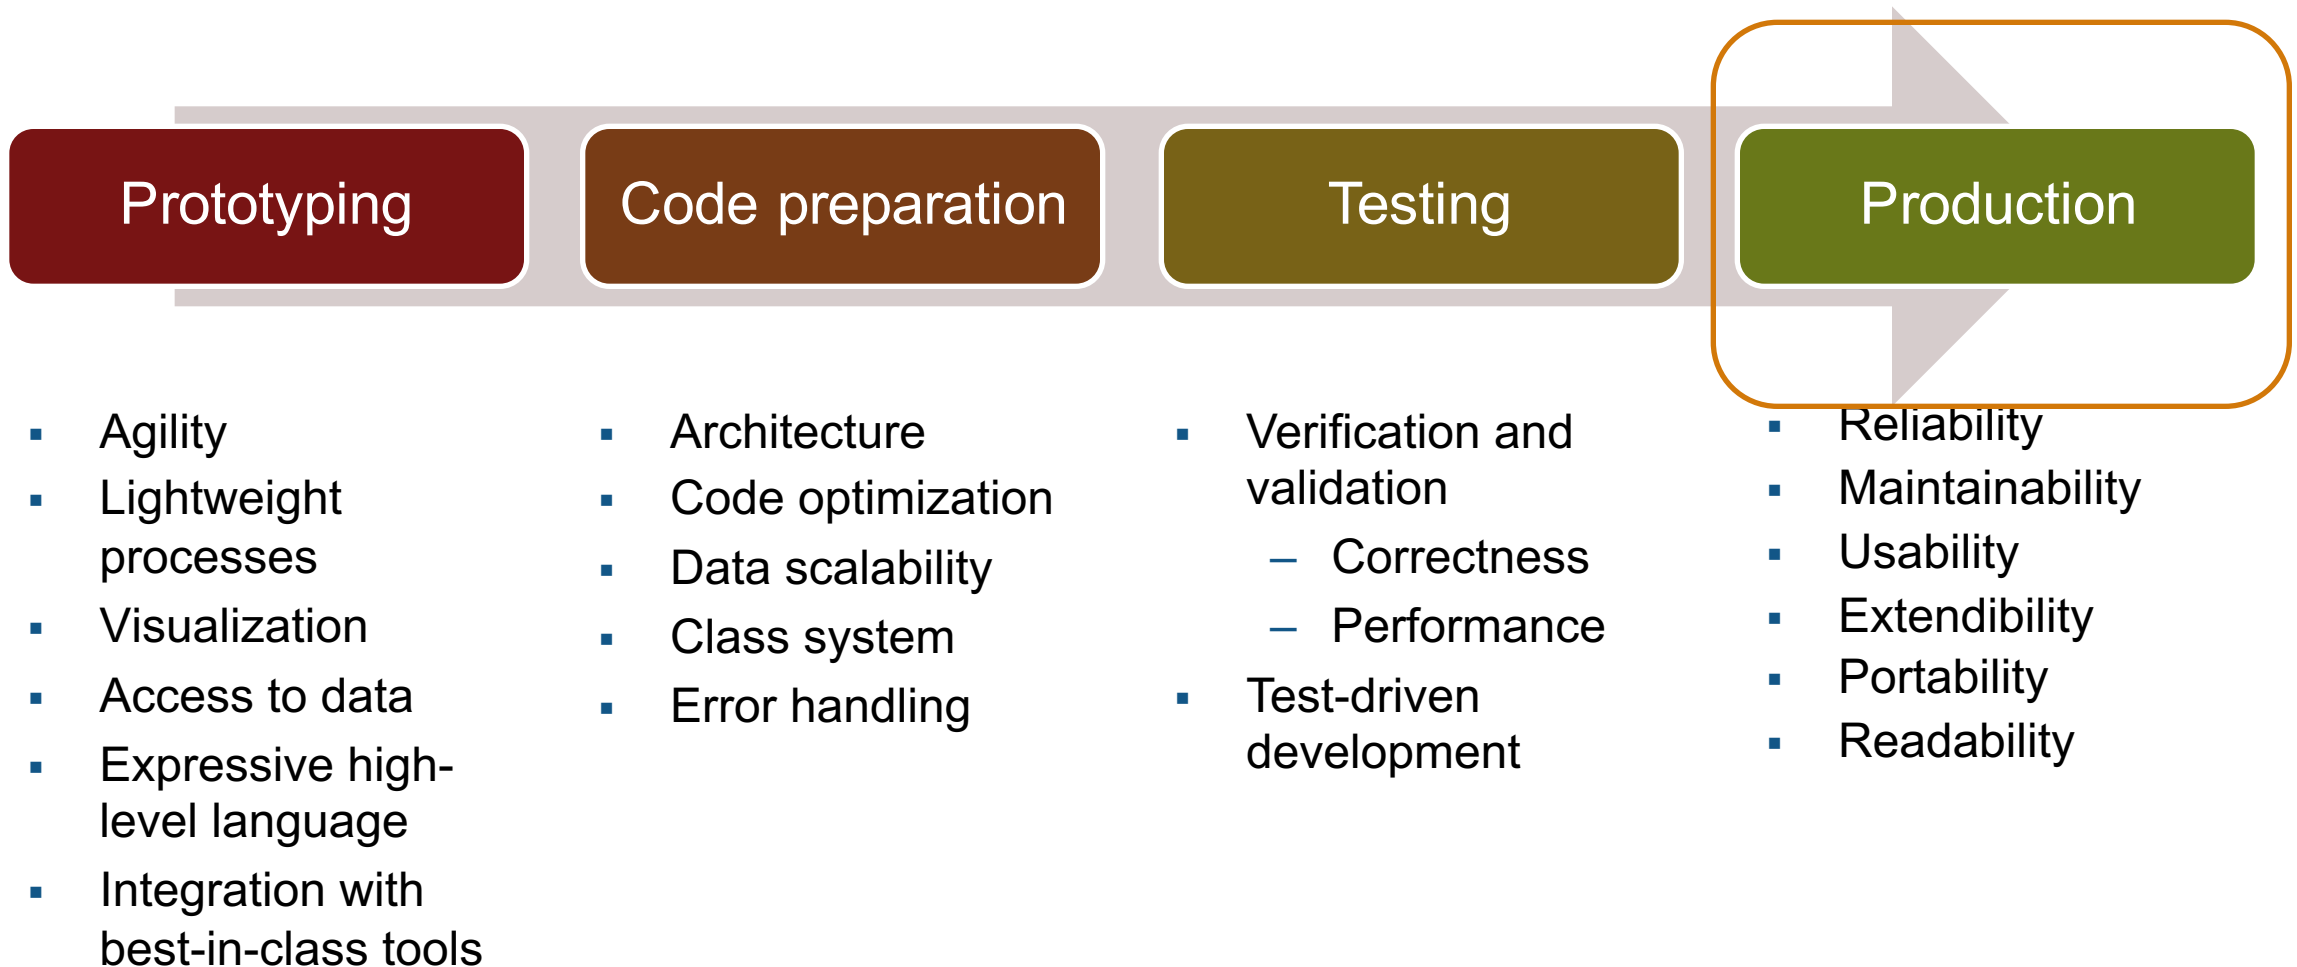 Prototyping
Code preparation
Testing
Production
▪ Agility
▪ Lightweight
processes
▪ Visualization
▪ Access to data
▪ Expressive high-
level language
▪ Integration with
best-in-class tools
▪ Architecture
▪ Code optimization
▪ Data scalability
▪ Class system
▪ Error handling
▪ Verification and
validation
– Correctness
– Performance
▪ Test-driven
development
▪ Reliability
▪ Maintainability
▪ Usability
▪ Extendibility
▪ Portability
▪ Readability